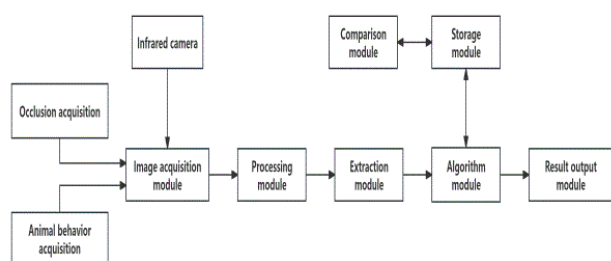 Infrared camera
Comparison
module
Storage
module
Occlusion acquisition
Image acquisition
module
Processing
module
Extraction
module
Algorithm
module
Result output
module
Animal behavior
acquisition